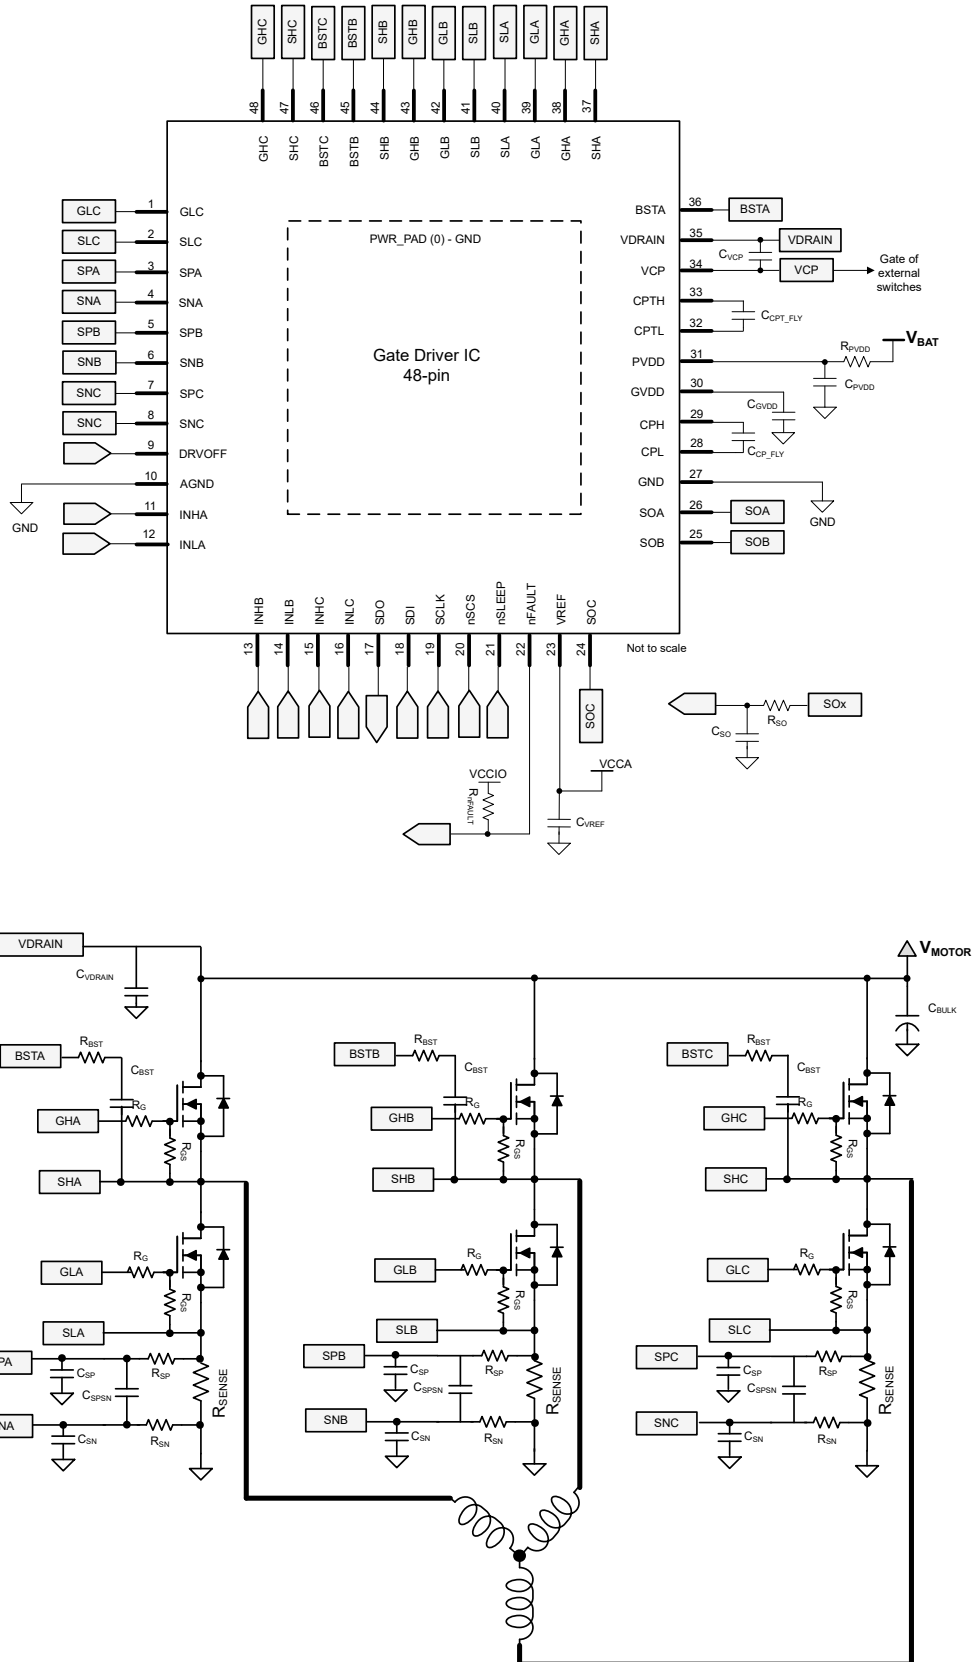 GHC
SHC
BSTC
BSTB
SHB
GHB
GLB
SLB
SLA
GLA
GHA
SHA
48
47
46
45
44
43
42
41
40
39
38
37
GHC
SHC
BSTC
BSTB
SHB
GHB
GLB
SLB
SLA
GLA
GHA
SHA
GLC 1 GLC
SLC 2 SLC
SPA 3 SPA
SNA 4 SNA
SPB 5 SPB
SNB 6 SNB
SNC 7 SPC
SNC 8 SNC
9 DRVOFF
10 AGND
GND
11 INHA
12 INLA
PWR_PAD (0) - GND
Gate Driver IC
48-pin
BSTA 36 BSTA
VDRAIN 35 VDRAIN
CVCP
VCP 34 VCP
Gate of
external
switches
CPTH 33
CCPT_FLY
CPTL 32
PVDD 31
RPVDD
VBAT
CPVDD
GVDD 30
CGVDD
CPH 29
CPL 28
CCP_FLY
GND 27
GND
SOA 26 SOA
SOB 25 SOB
INHB
INLB
INHC
INLC
SDO
SDI
SCLK
nSCS
nSLEEP
nFAULT
VREF
SOC
13
14
15
16
17
18
19
20
21
22
23
24
Not to scale
SOC
SOx
RSO
CSO
VCCIO
RnFAULT
VCCA
CVREF
VDRAIN
CVDRAIN
VMOTOR
CBULK
BSTA
RBST
CBST
GHA
RG
RGS
SHA
GLA
RG
RGS
SLA
PA
CSP
RSP
CSPSN
RSENSE
NA
CSN
RSN
BSTB
RBST
CBST
GHB
RG
RGS
SHB
GLB
RG
RGS
SLB
SPB
CSP
RSP
CSPSN
RSENSE
SNB
CSN
RSN
BSTC
RBST
CBST
GHC
RG
RGS
SHC
GLC
RG
RGS
SLC
SPC
CSP
RSP
CSPSN
RSENSE
SNC
CSN
RSN